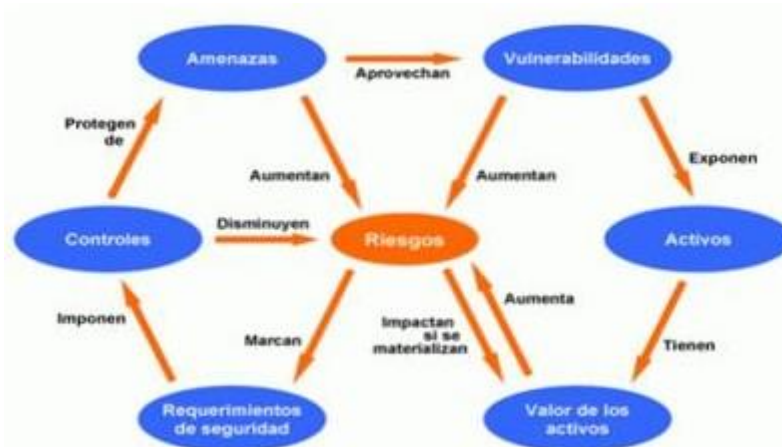 Amenazas
Aprovechan
Vulnerabilidades
Protegen
de
Aumentan
Aumentan
Exponen
Controles
Disminuyen
Riesgos
Activos
Imponen
Marcan
Impactan
si se
materializan
Aumenta
Tienen
Requerimientos
de seguridad
Valor de los
activos